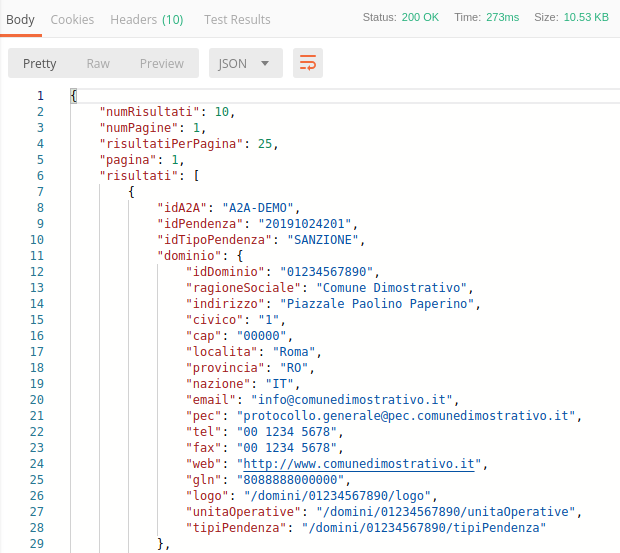 Body Cookies Headers (10) Test Results Status: 200 OK Time: 273ms Size: 10.53 KB
Pretty Raw Preview JSON
1 {
2 "numRisultati": 10,
3 "numPagine": 1,
4 "risultatiPerPagina": 25,
5 "pagina": 1,
6 "risultati": [
7 {
8 "idA2A": "A2A-DEMO",
9 "idPendenza": "20191024201",
10 "idTipoPendenza": "SANZIONE",
11 "dominio": {
12 "idDominio": "01234567890",
13 "ragioneSociale": "Comune Dimostrativo",
14 "indirizzo": "Piazzale Paolino Paperino",
15 "civico": "1",
16 "cap": "00000",
17 "localita": "Roma",
18 "provincia": "RO",
19 "nazione": "IT",
20 "email": "info@comunedimostrativo.it",
21 "pec": "protocollo.generale@pec.comunedimostrativo.it",
22 "tel": "00 1234 5678",
23 "fax": "00 1234 5678",
24 "web": "http://www.comunedimostrativo.it",
25 "gln": "8088888000000",
26 "logo": "/domini/01234567890/logo",
27 "unitaOperative": "/domini/01234567890/unitaOperative",
28 "tipiPendenza": "/domini/01234567890/tipiPendenza"
29 },